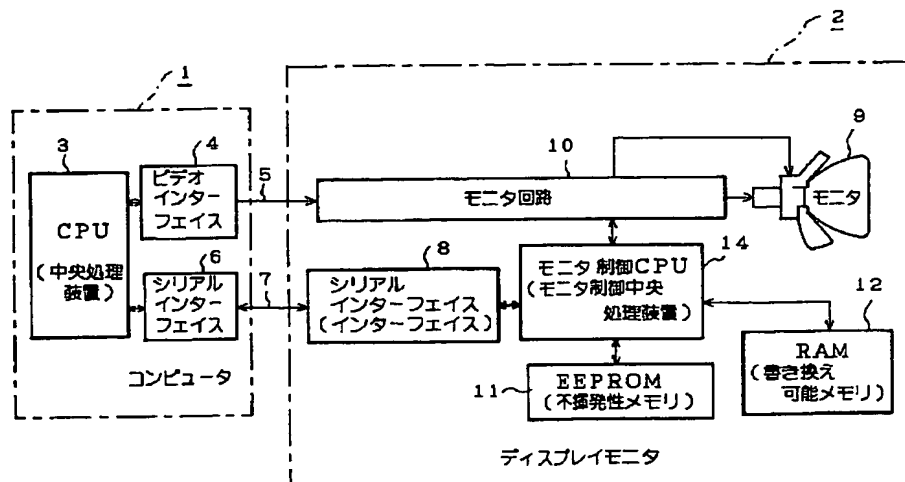 1
2
3
CPU
(中央処理
装置)
4
ビデオ
インター
フェイス
5
6
シリアル
インター
フェイス
7
コンピュータ
8
シリアル
インターフェイス
(インターフェイス)
10
モニタ回路
9
モニタ
14
モニタ制御CPU
(モニタ制御中央
処理装置)
11
EEPROM
(不揮発性メモリ)
12
RAM
(書き換え
可能メモリ)
ディスプレイモニタ